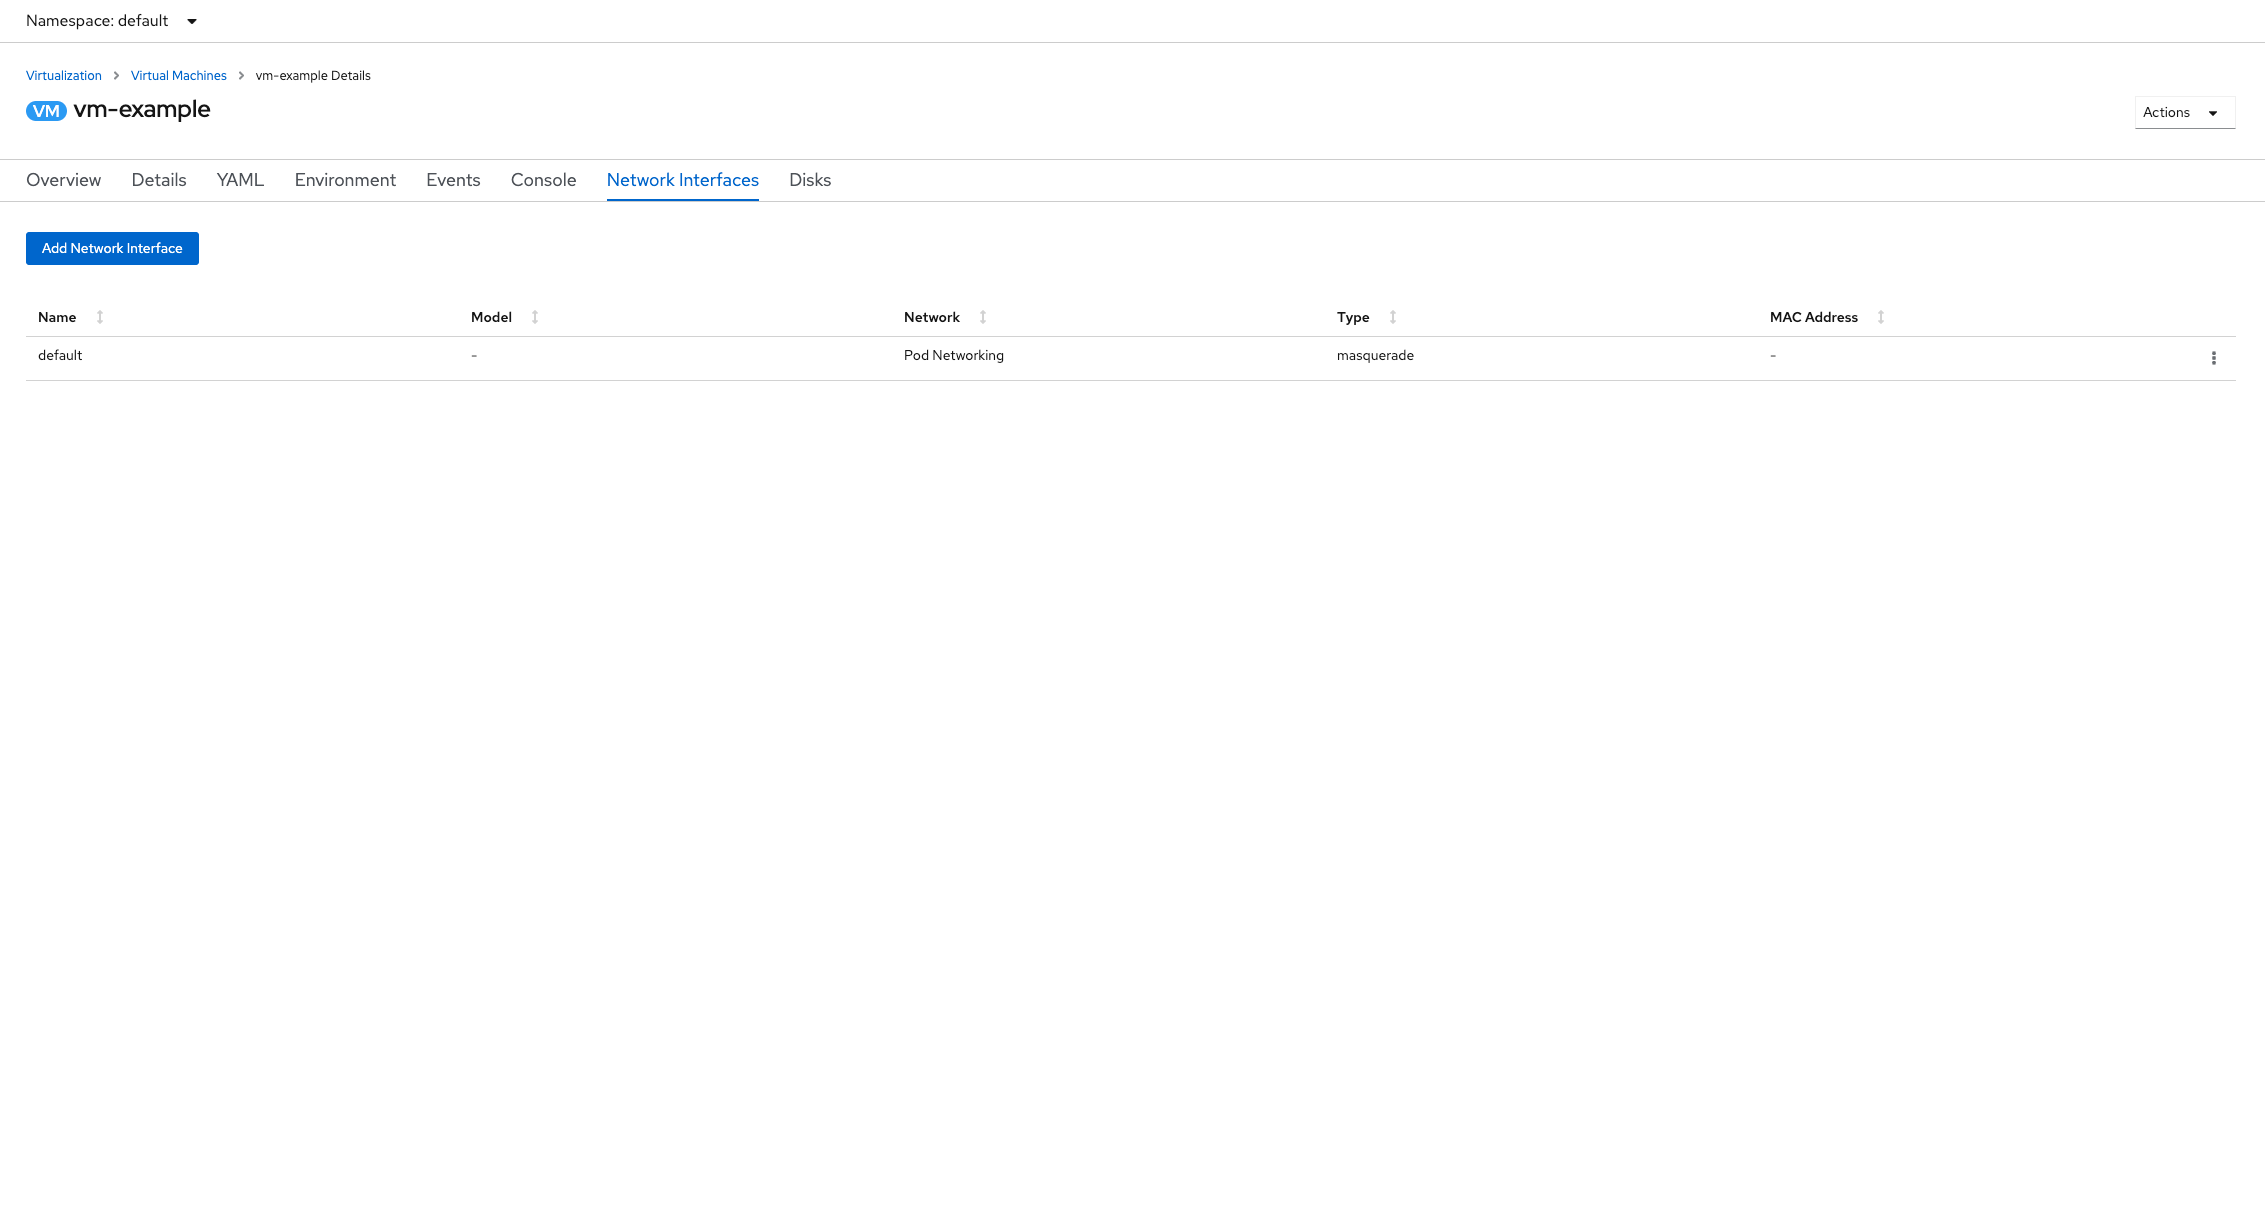 Namespace: default
Virtualization > Virtual Machines > vm-example Details
VM vm-example
Actions
Overview Details YAML Environment Events Console Network Interfaces Disks
Add Network Interface
Name Model Network Type MAC Address
default - Pod Networking masquerade -